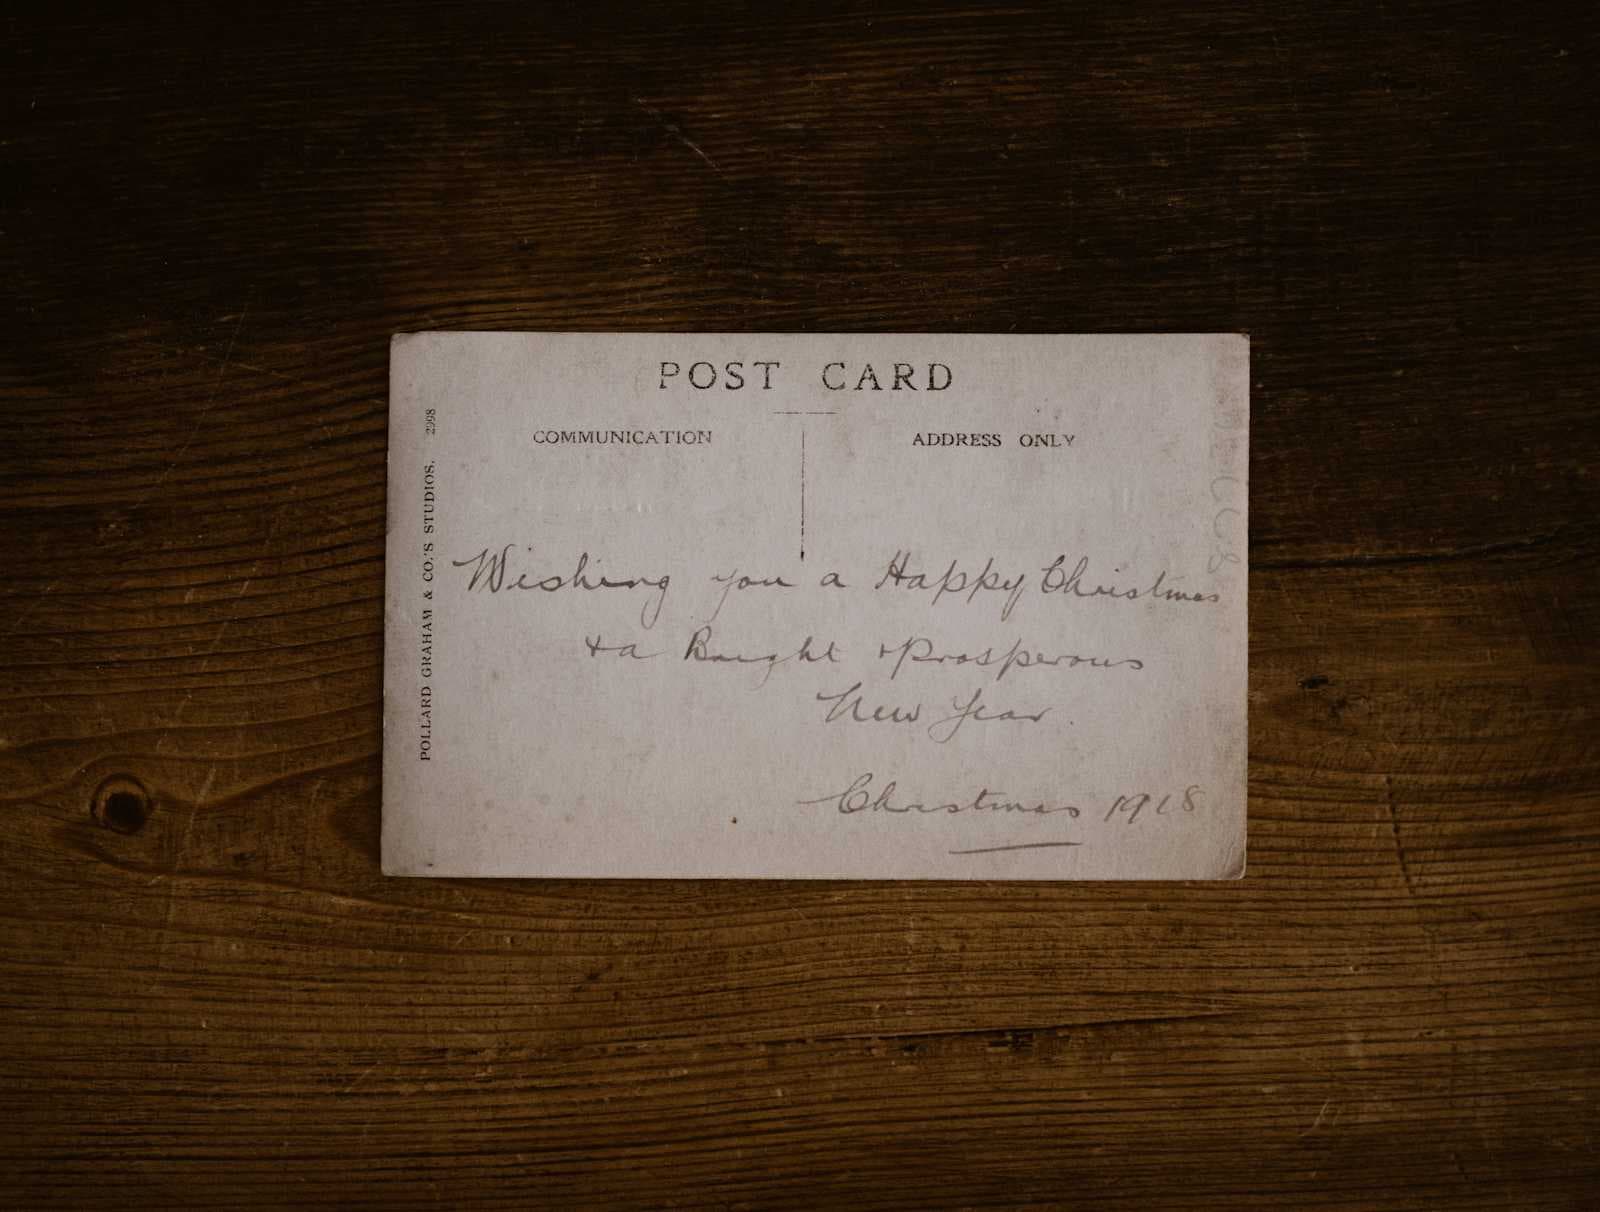 POST CARD
COMMUNICATION
ADDRESS ONLY
POLLARD GRAHAM & CO.'S STUDIOS. 2998
Wishing you a Happy Christmas
+ a Bright + Prosperous
New Year.
Christmas 1918